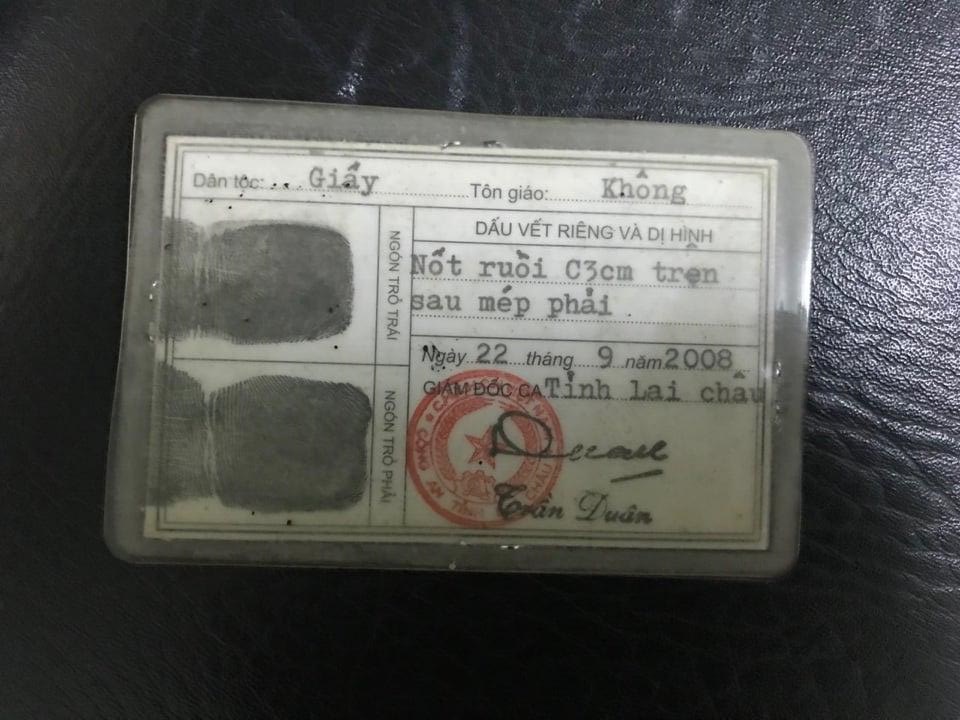 Dân tộc: Giấy Tôn giáo: Không
DẤU VẾT RIÊNG VÀ DỊ HÌNH
Nốt ruồi C3cm trện
sau mép phải
NGÓN TRỎ TRÁI
NGÓN TRỎ PHẢI
Ngày 22 tháng 9 năm 2008
GIÁM ĐỐC CA Tỉnh Lai châu
Trần Duân